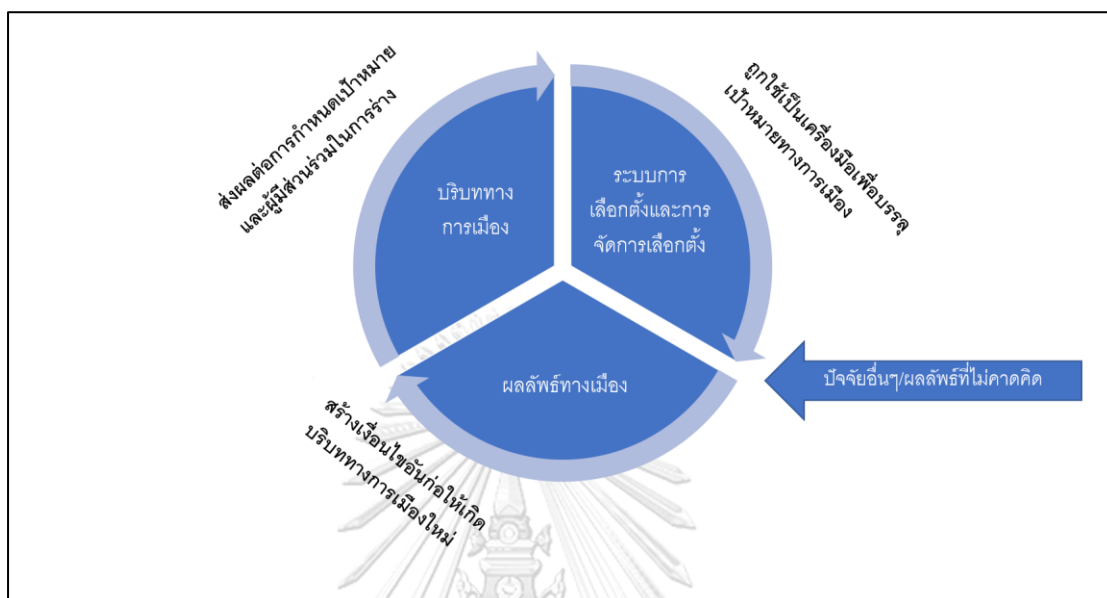 ส่งผลต่อการกำหนดเป้าหมาย
และผู้มีส่วนร่วมในการร่าง
บริบททาง
การเมือง
ระบบการ
เลือกตั้งและการ
จัดการเลือกตั้ง
ถูกใช้เป็นเครื่องมือเพื่อบรรลุ
เป้าหมายทางการเมือง
ปัจจัยอื่นๆ/ผลลัพธ์ที่ไม่คาดคิด
ผลลัพธ์ทางเมือง
สร้างเงื่อนไขอันก่อให้เกิด
บริบททางการเมืองใหม่